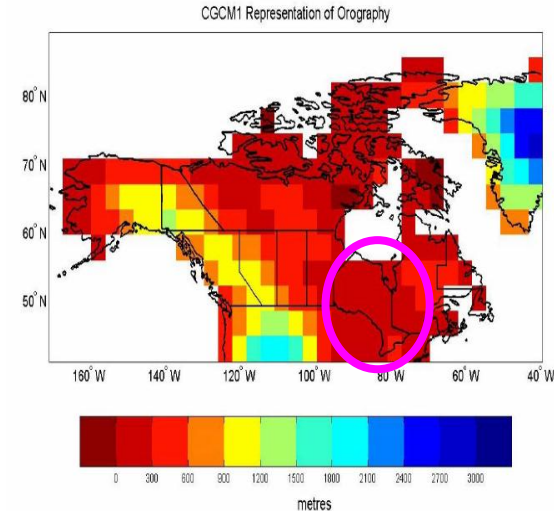 CGCM1 Representation of Orography
80° N
70° N
60° N
50° N
160° W 140° W 120° W 100° W 80° W 60° W 40° W
0 300 600 900 1200 1500 1800 2100 2400 2700 3000
metres